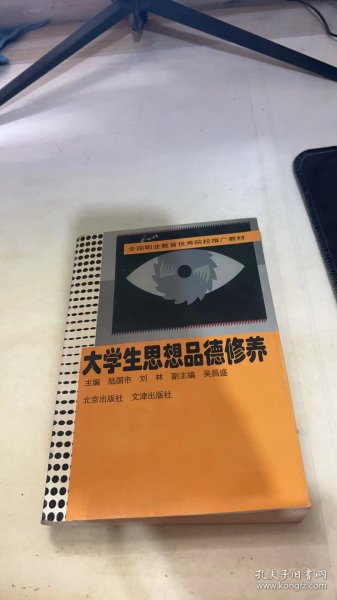 全国职业教育优秀院校推广教材
大学生思想品德修养
主编 陆国市 刘林 副主编 吴昌盛
北京出版社 文津出版社
孔夫子旧书网
www.kongfz.com